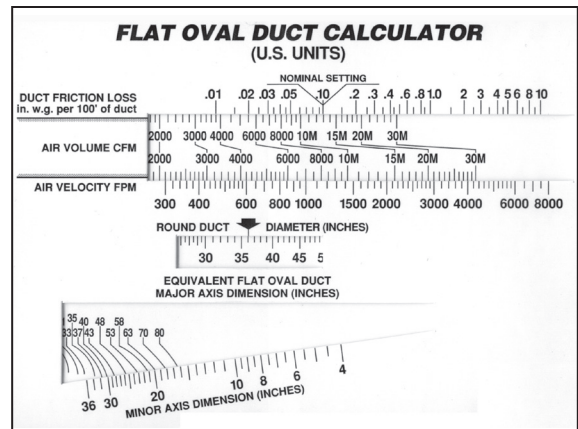 FLAT OVAL DUCT CALCULATOR
(U.S. UNITS)
NOMINAL SETTING
DUCT FRICTION LOSS .01 .02 .03 .05 .10 .2 .3 .4 .6 .8 1.0 2 3 4 5 6 8 10
in. w.g. per 100' of duct
2000 3000 4000 6000 8000 10M 15M 20M 30M
AIR VOLUME CFM
2000 3000 4000 6000 8000 10M 15M 20M 30M
AIR VELOCITY FPM
300 400 600 800 1000 1500 2000 3000 4000 6000 8000
ROUND DUCT DIAMETER (INCHES)
30 35 40 45 5
EQUIVALENT FLAT OVAL DUCT
MAJOR AXIS DIMENSION (INCHES)
35 40 48 58
33 37 43 53 63 70 80
36 30 20 10 8 6 4
MINOR AXIS DIMENSION (INCHES)